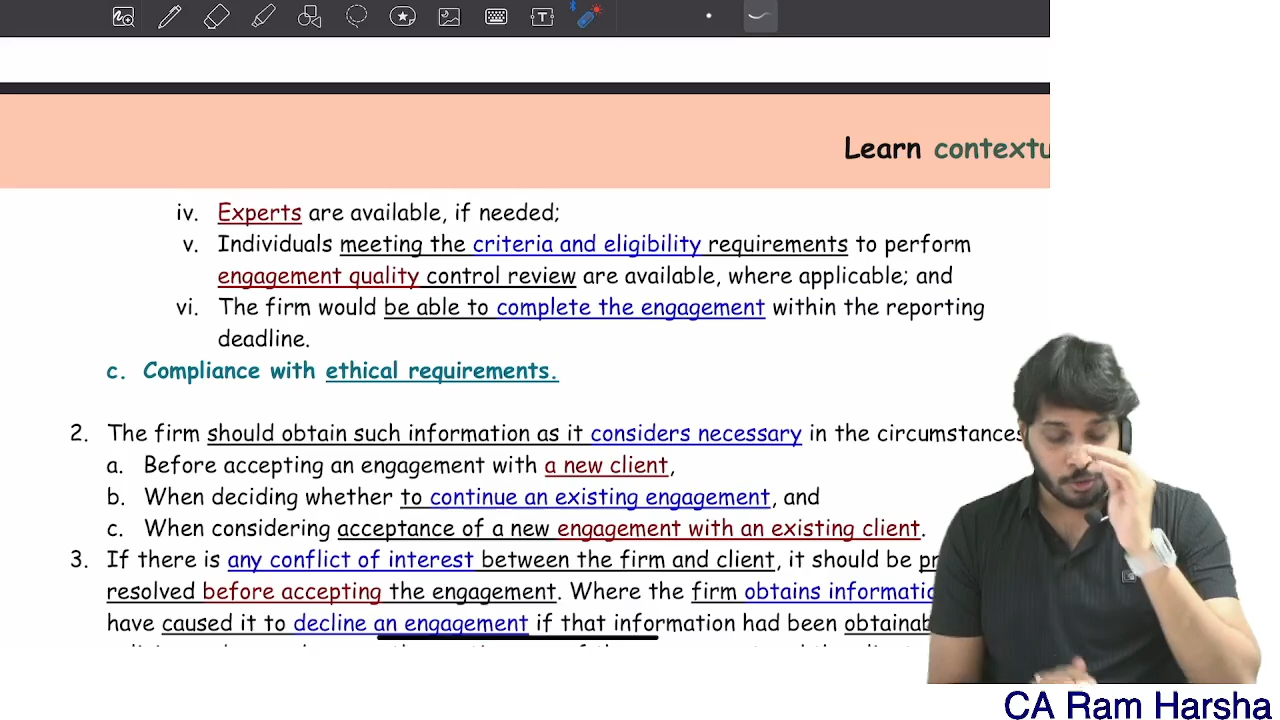 Learn contextu
iv. Experts are available, if needed;
v. Individuals meeting the criteria and eligibility requirements to perform
engagement quality control review are available, where applicable; and
vi. The firm would be able to complete the engagement within the reporting
deadline.
c. Compliance with ethical requirements.
2. The firm should obtain such information as it considers necessary in the circumstances
a. Before accepting an engagement with a new client,
b. When deciding whether to continue an existing engagement, and
c. When considering acceptance of a new engagement with an existing client.
3. If there is any conflict of interest between the firm and client, it should be
resolved before accepting the engagement. Where the firm obtains
have caused it to decline an engagement if that information had been
CA Ram Harsha